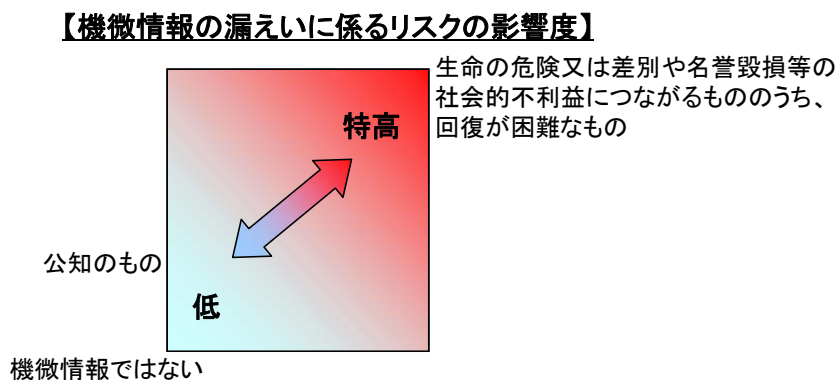 【機微情報の漏えいに係るリスクの影響度】
生命の危険又は差別や名誉毀損等の
社会的不利益につながるもののうち、
回復が困難なもの
特高
公知のもの
低
機微情報ではない